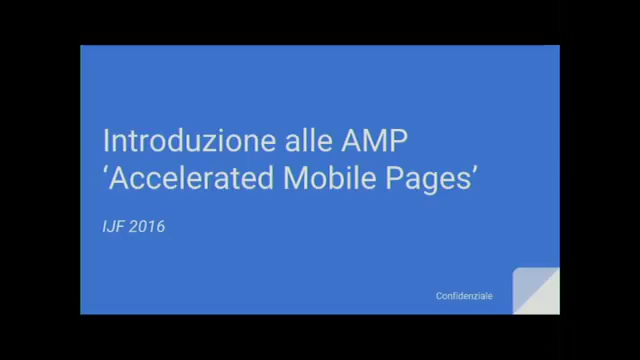 Introduzione alle AMP
‘Accelerated Mobile Pages’
IJF 2016
Confidenziale